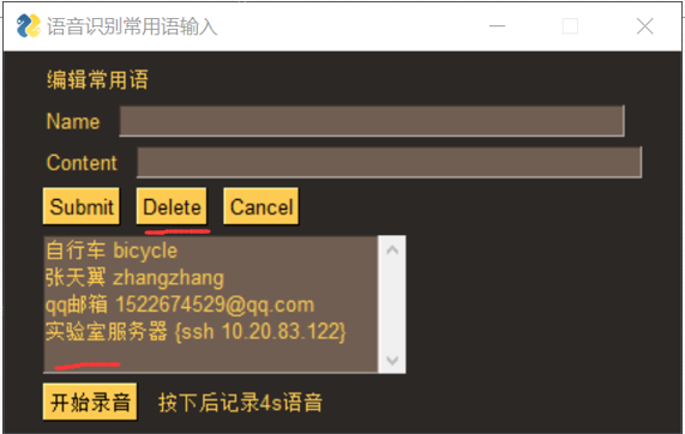 语音识别常用语输入
编辑常用语
Name
Content
Submit Delete Cancel
自行车 bicycle
张天翼 zhangzhang
qq邮箱 1522674529@qq.com
实验室服务器 {ssh 10.20.83.122}
开始录音 按下后记录4s语音